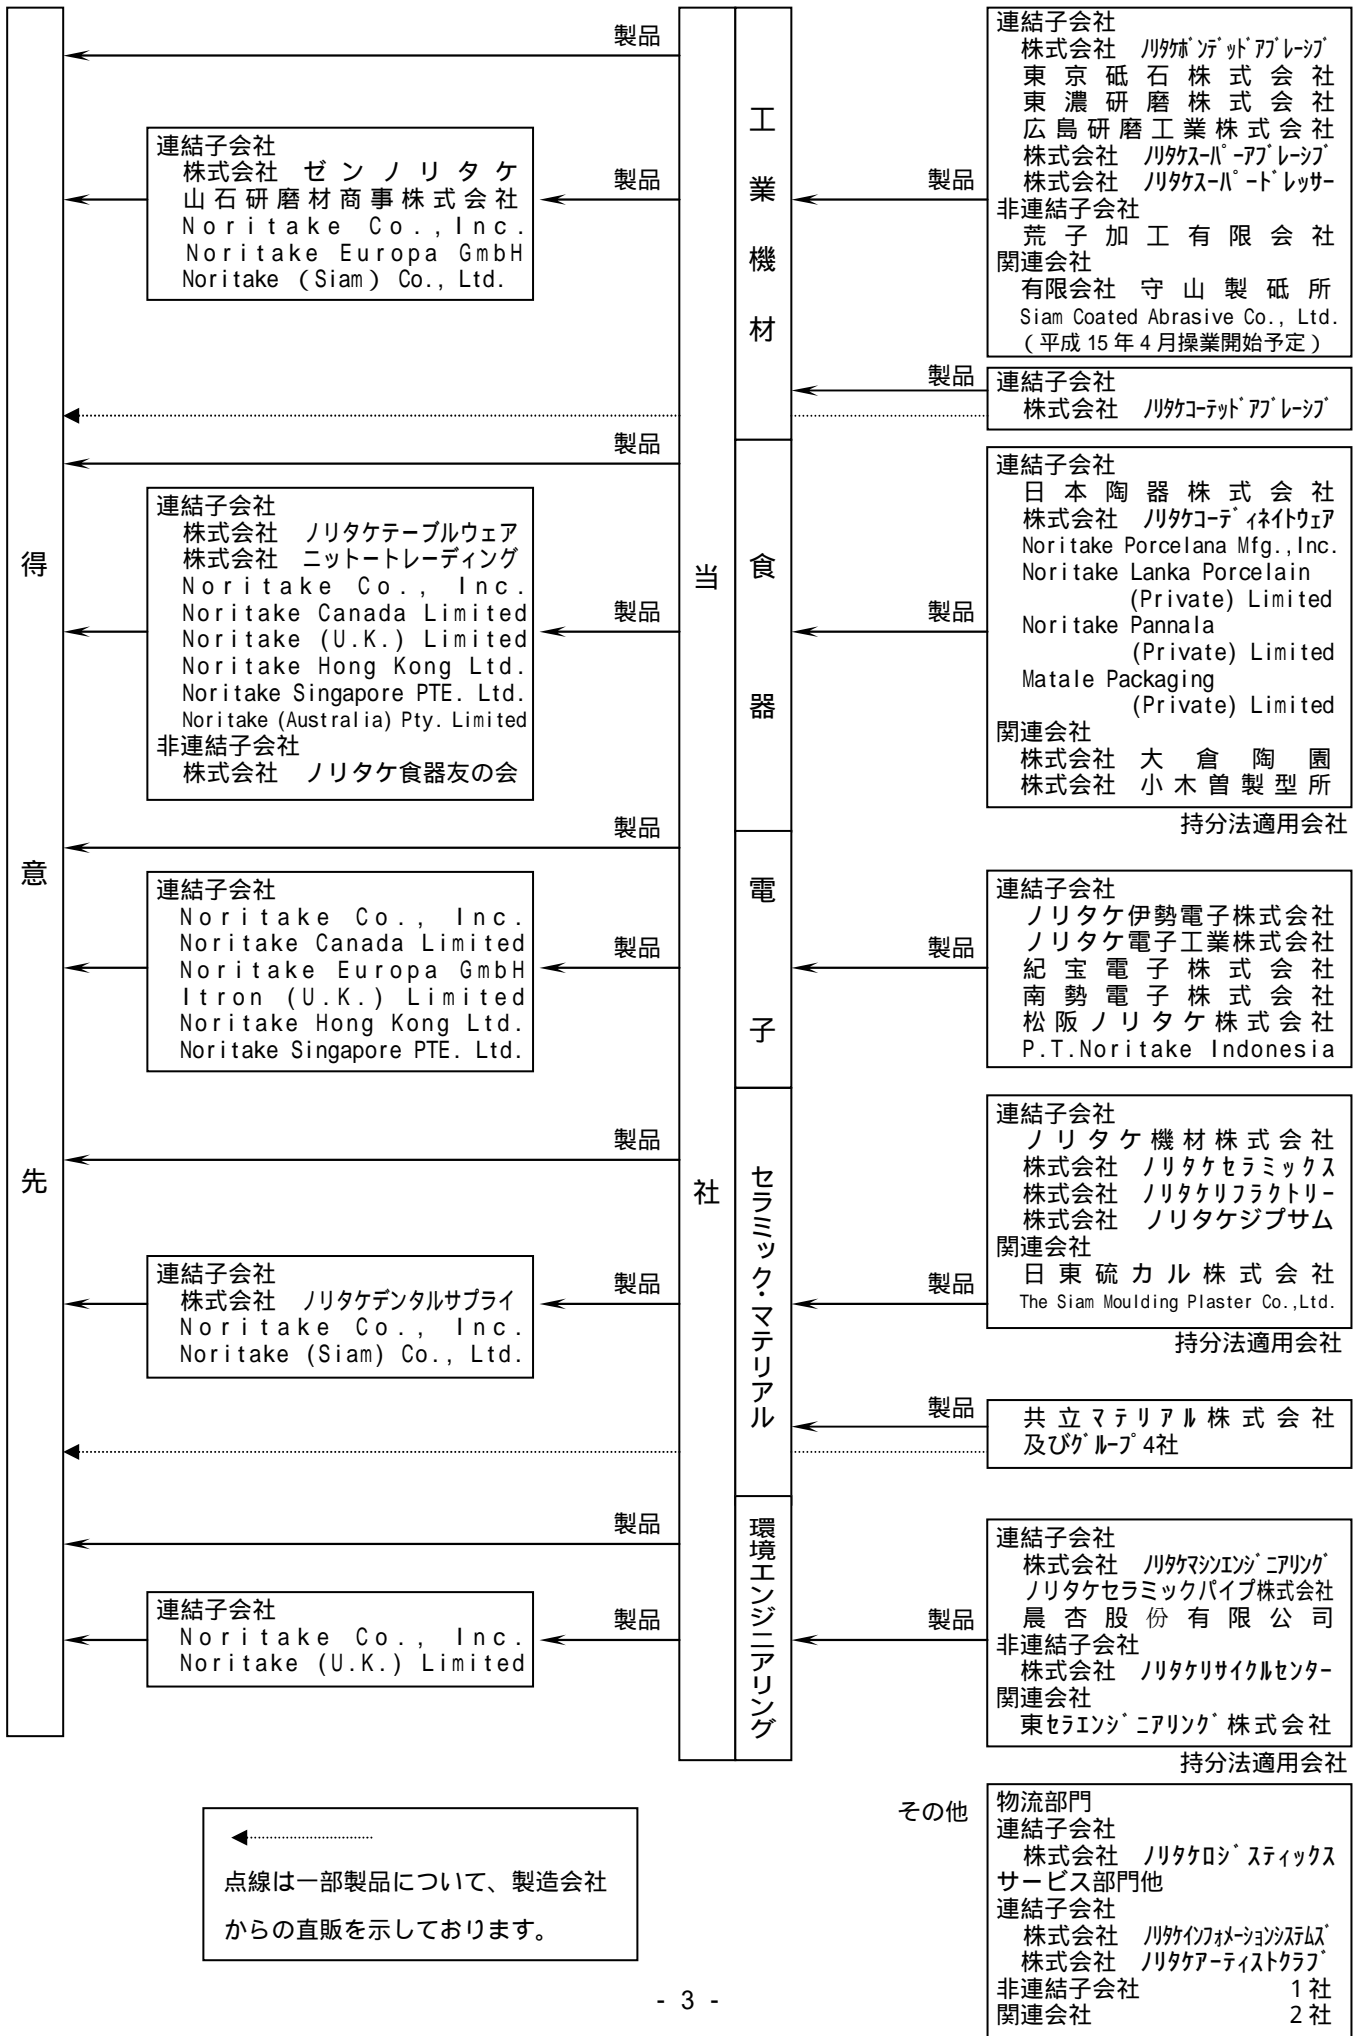 得意先
当社
工業機材
製品
連結子会社
株式会社 ゼンノリタケ
山石研磨材商事株式会社
Noritake Co.,Inc.
Noritake Europa GmbH
Noritake (Siam) Co., Ltd.
製品
製品
連結子会社
株式会社 ﾉﾘﾀｹﾎﾞﾝデｯﾄﾞｱﾌﾞﾚｰｼﾌﾞ
東京砥石株式会社
東濃研磨株式会社
広島研磨工業株式会社
株式会社 ﾉﾘﾀｹｽｰﾊﾟｰｱﾌﾞﾚｰｼﾌﾞ
株式会社 ﾉﾘﾀｹｽｰﾊﾟｰﾄﾞﾚｯｻｰ
非連結子会社
荒子加工有限会社
関連会社
有限会社 守山製砥所
Siam Coated Abrasive Co., Ltd.
(平成15年4月操業開始予定)
製品
連結子会社
株式会社 ﾉﾘﾀｹｺｰﾃッﾄﾞｱﾌﾞﾚｰｼﾌﾞ
食器
製品
連結子会社
株式会社 ノリタケテーブルウェア
株式会社 ニットートレーディング
Noritake Co., Inc.
Noritake Canada Limited
Noritake (U.K.) Limited
Noritake Hong Kong Ltd.
Noritake Singapore PTE. Ltd.
Noritake (Australia) Pty. Limited
非連結子会社
株式会社 ノリタケ食器友の会
製品
製品
連結子会社
日本陶器株式会社
株式会社 ﾉﾘﾀｹｺｰﾃﾞｨﾈｲﾄｳｪｱ
Noritake Porcelana Mfg.,Inc.
Noritake Lanka Porcelain
(Private) Limited
Noritake Pannala
(Private) Limited
Matale Packaging
(Private) Limited
関連会社
株式会社 大倉陶園
株式会社 小木曽製型所
持分法適用会社
電子
製品
連結子会社
Noritake Co., Inc.
Noritake Canada Limited
Noritake Europa GmbH
Itron (U.K.) Limited
Noritake Hong Kong Ltd.
Noritake Singapore PTE. Ltd.
製品
製品
連結子会社
ノリタケ伊勢電子株式会社
ノリタケ電子工業株式会社
紀宝電子株式会社
南勢電子株式会社
松阪ノリタケ株式会社
P.T.Noritake Indonesia
セラミック・マテリアル
製品
連結子会社
株式会社 ノリタケデンタルサプライ
Noritake Co., Inc.
Noritake (Siam) Co., Ltd.
製品
製品
連結子会社
ノリタケ機材株式会社
株式会社 ノリタケセラミックス
株式会社 ノリタケリフラクトリー
株式会社 ノリタケジプサム
関連会社
日東硫カル株式会社
The Siam Moulding Plaster Co.,Ltd.
持分法適用会社
製品
共立マテリアル株式会社
及びｸﾞﾙｰﾌﾟ4社
環境エンジニアリング
製品
連結子会社
Noritake Co., Inc.
Noritake (U.K.) Limited
製品
製品
連結子会社
株式会社 ﾉﾘﾀｹﾏｼﾝｴﾝｼﾞﾆｱﾘﾝｸﾞ
ノリタケセラミックパイプ株式会社
晨杏股份有限公司
非連結子会社
株式会社 ﾉﾘﾀｹﾘｻｲｸﾙｾﾝﾀｰ
関連会社
東ｾﾗｴﾝｼﾞﾆｱﾘﾝｸﾞ株式会社
持分法適用会社
その他
物流部門
連結子会社
株式会社 ﾉﾘﾀｹﾛｼﾞｽﾃｨｯｸｽ
サービス部門他
連結子会社
株式会社 ﾉﾘﾀｹｲﾝﾌｫﾒｰｼｮﾝｼｽﾃﾑｽﾞ
株式会社 ﾉﾘﾀｹｱｰﾃｨｽﾄｸﾗﾌﾞ
非連結子会社 1社
関連会社 2社
点線は一部製品について、製造会社
からの直販を示しております。
- 3 -